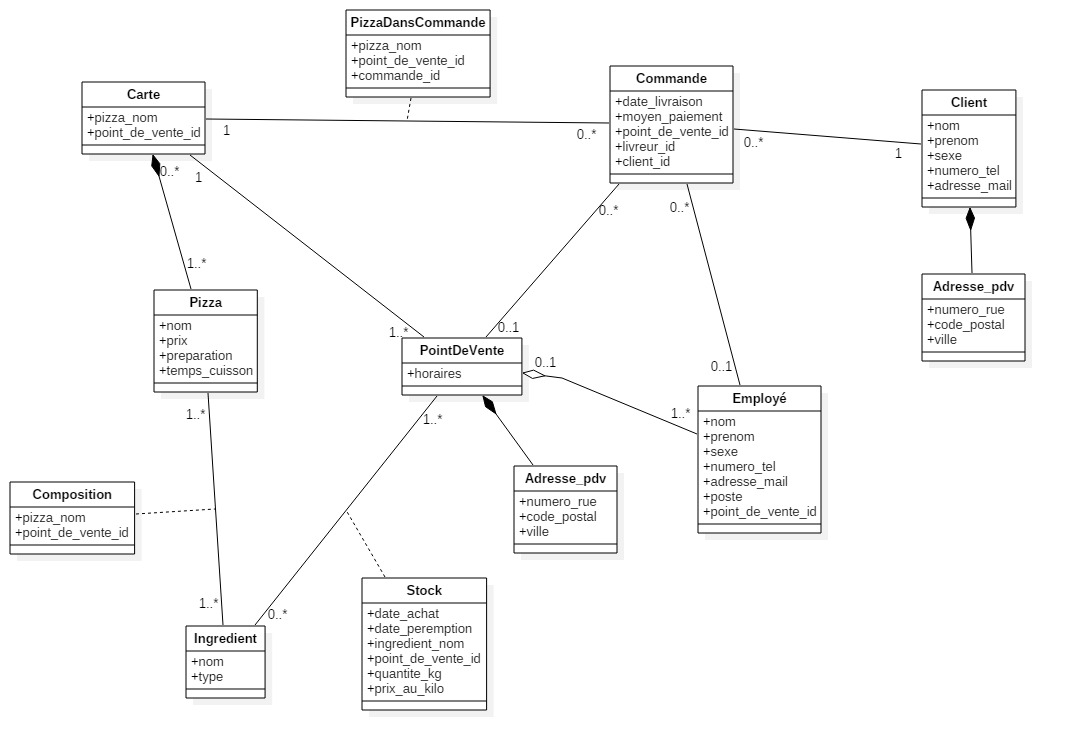 PizzaDansCommande
+pizza_nom
+point_de_vente_id
+commande_id
Carte
+pizza_nom
+point_de_vente_id
Commande
+date_livraison
+moyen_paiement
+point_de_vente_id
+livreur_id
+client_id
Client
+nom
+prenom
+sexe
+numero_tel
+adresse_mail
1
0..*
0..*
1
0..*
1
0..*
0..*
1..*
Pizza
+nom
+prix
+preparation
+temps_cuisson
Adresse_pdv
+numero_rue
+code_postal
+ville
1..*
0..1
PointDeVente
+horaires
0..1
0..1
1..*
1..*
1..*
Employé
+nom
+prenom
+sexe
+numero_tel
+adresse_mail
+poste
+point_de_vente_id
Composition
+pizza_nom
+point_de_vente_id
Adresse_pdv
+numero_rue
+code_postal
+ville
1..*
0..*
Stock
+date_achat
+date_peremption
+ingredient_nom
+point_de_vente_id
+quantite_kg
+prix_au_kilo
Ingredient
+nom
+type